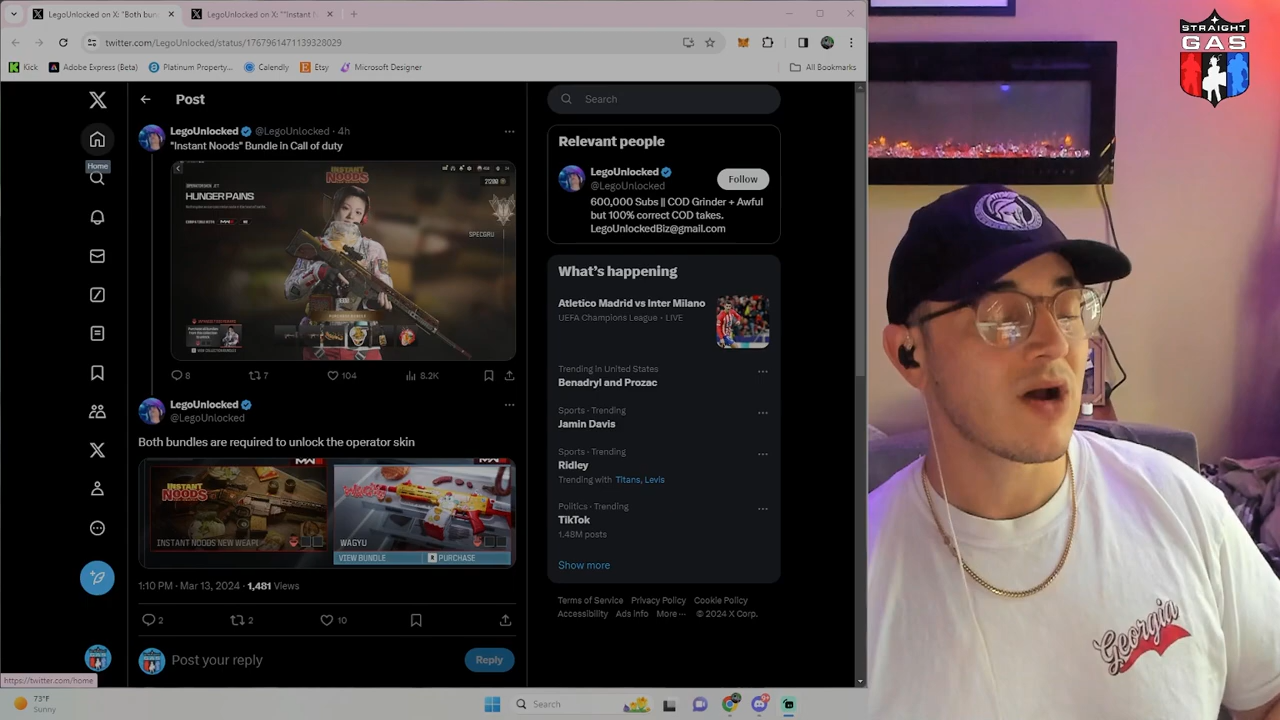 LegoUnlocked on X: "Both bun
LegoUnlocked on X: ""Instant N
twitter.com/LegoUnlocked/status/1767961471139328029
Kick
Adobe Express (Beta)
Platinum Property...
Calendly
Etsy
Microsoft Designer
All Bookmarks
Post
LegoUnlocked @LegoUnlocked · 4h
"Instant Noods" Bundle in Call of duty
INSTANT
NOODS
HUNGER PAINS
2100
SPECGRU
8
7
104
8.2K
LegoUnlocked
@LegoUnlocked
Both bundles are required to unlock the operator skin
INSTANT
NOODS
INSTANT NOODS NEW WEAP
WAGYU
WAGYU
VIEW BUNDLE
PURCHASE
1:10 PM · Mar 13, 2024 · 1,481 Views
2
2
10
Post your reply
Reply
Home
https://twitter.com/home
Search
Relevant people
LegoUnlocked
@LegoUnlocked
Follow
600,000 Subs || COD Grinder + Awful
but 100% correct COD takes.
LegoUnlockedBiz@gmail.com
What's happening
Atletico Madrid vs Inter Milano
UEFA Champions League · LIVE
Trending in United States
Benadryl and Prozac
Sports · Trending
Jamin Davis
Sports · Trending
Ridley
Trending with Titans, Levis
Politics · Trending
TikTok
1.48M posts
Show more
Terms of Service Privacy Policy Cookie Policy
Accessibility Ads info More ··· © 2024 X Corp.
73°F
Sunny
Search
STRAIGHT
GAS
Georgia